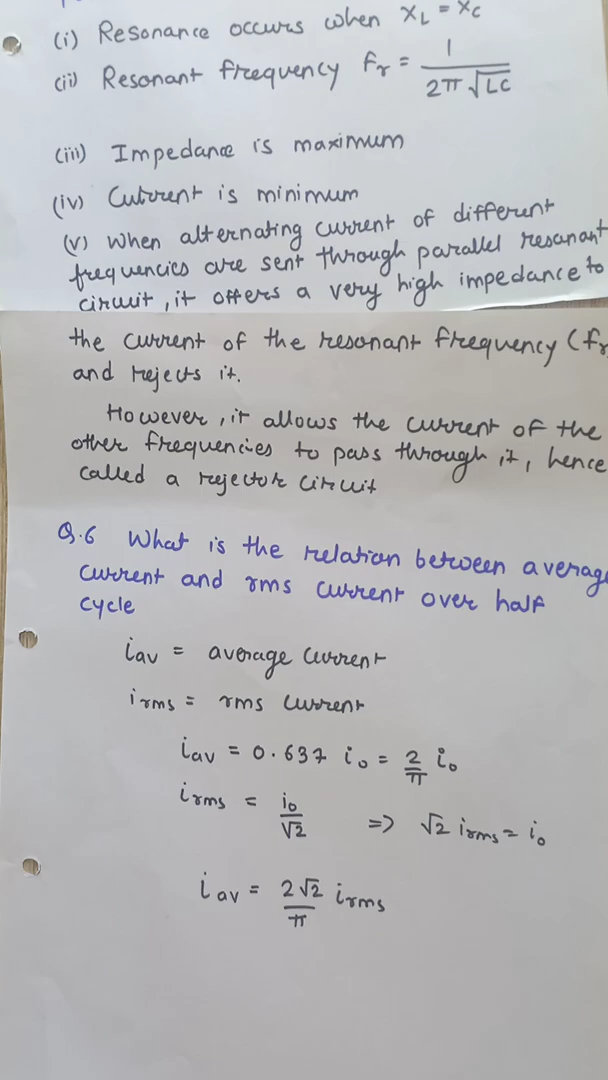 (i) Resonance occurs when XL = XC
(ii) Resonant frequency fr = 1 / 2π √LC
(iii) Impedance is maximum
(iv) Current is minimum
(v) When alternating current of different
frequencies are sent through parallel resonant
circuit, it offers a very high impedance to
the current of the resonant frequency (fr
and rejects it.
However, it allows the current of the
other frequencies to pass through it, hence
called a rejector circuit
Q.6 What is the relation between average
current and rms current over half
cycle
iav = average current
irms = rms current
iav = 0.637 io = 2/π io
irms = io/√2 => √2 irms = io
iav = 2√2/π irms